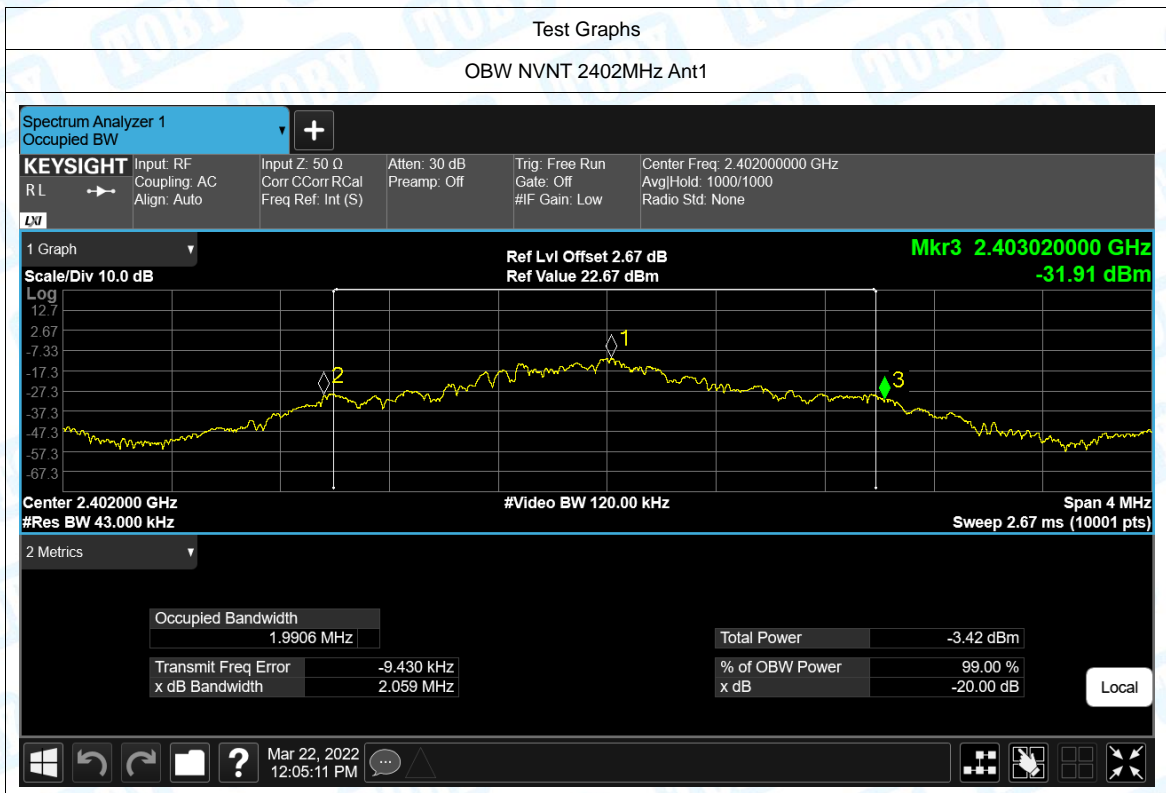 Test Graphs
OBW NVNT 2402MHz Ant1
Spectrum Analyzer 1
Occupied BW
KEYSIGHT
R L
LXI
Input: RF
Coupling: AC
Align: Auto
Input Z: 50 Ω
Corr CCorr RCal
Freq Ref: Int (S)
Atten: 30 dB
Preamp: Off
Trig: Free Run
Gate: Off
#IF Gain: Low
Center Freq: 2.402000000 GHz
Avg|Hold: 1000/1000
Radio Std: None
1 Graph
Scale/Div 10.0 dB
Ref Lvl Offset 2.67 dB
Ref Value 22.67 dBm
Mkr3 2.403020000 GHz
-31.91 dBm
Log
12.7
2.67
-7.33
-17.3
-27.3
-37.3
-47.3
-57.3
-67.3
1
2
3
Center 2.402000 GHz
#Res BW 43.000 kHz
#Video BW 120.00 kHz
Span 4 MHz
Sweep 2.67 ms (10001 pts)
2 Metrics
Occupied Bandwidth
1.9906 MHz
Transmit Freq Error -9.430 kHz
x dB Bandwidth 2.059 MHz
Total Power -3.42 dBm
% of OBW Power 99.00 %
x dB -20.00 dB
Local
?
Mar 22, 2022
12:05:11 PM
TOBY